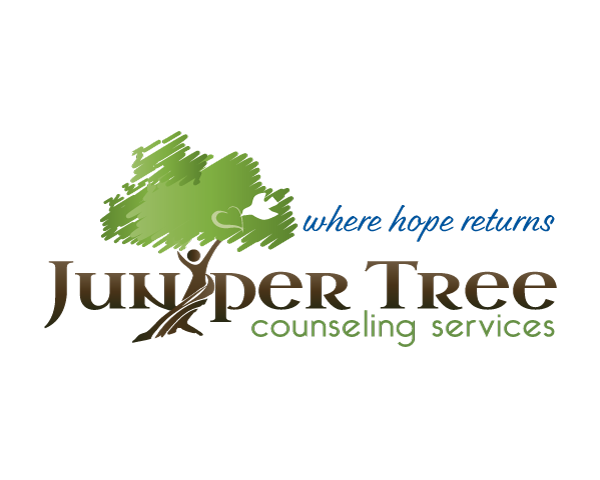 where hope returns
Juniper Tree
counseling services